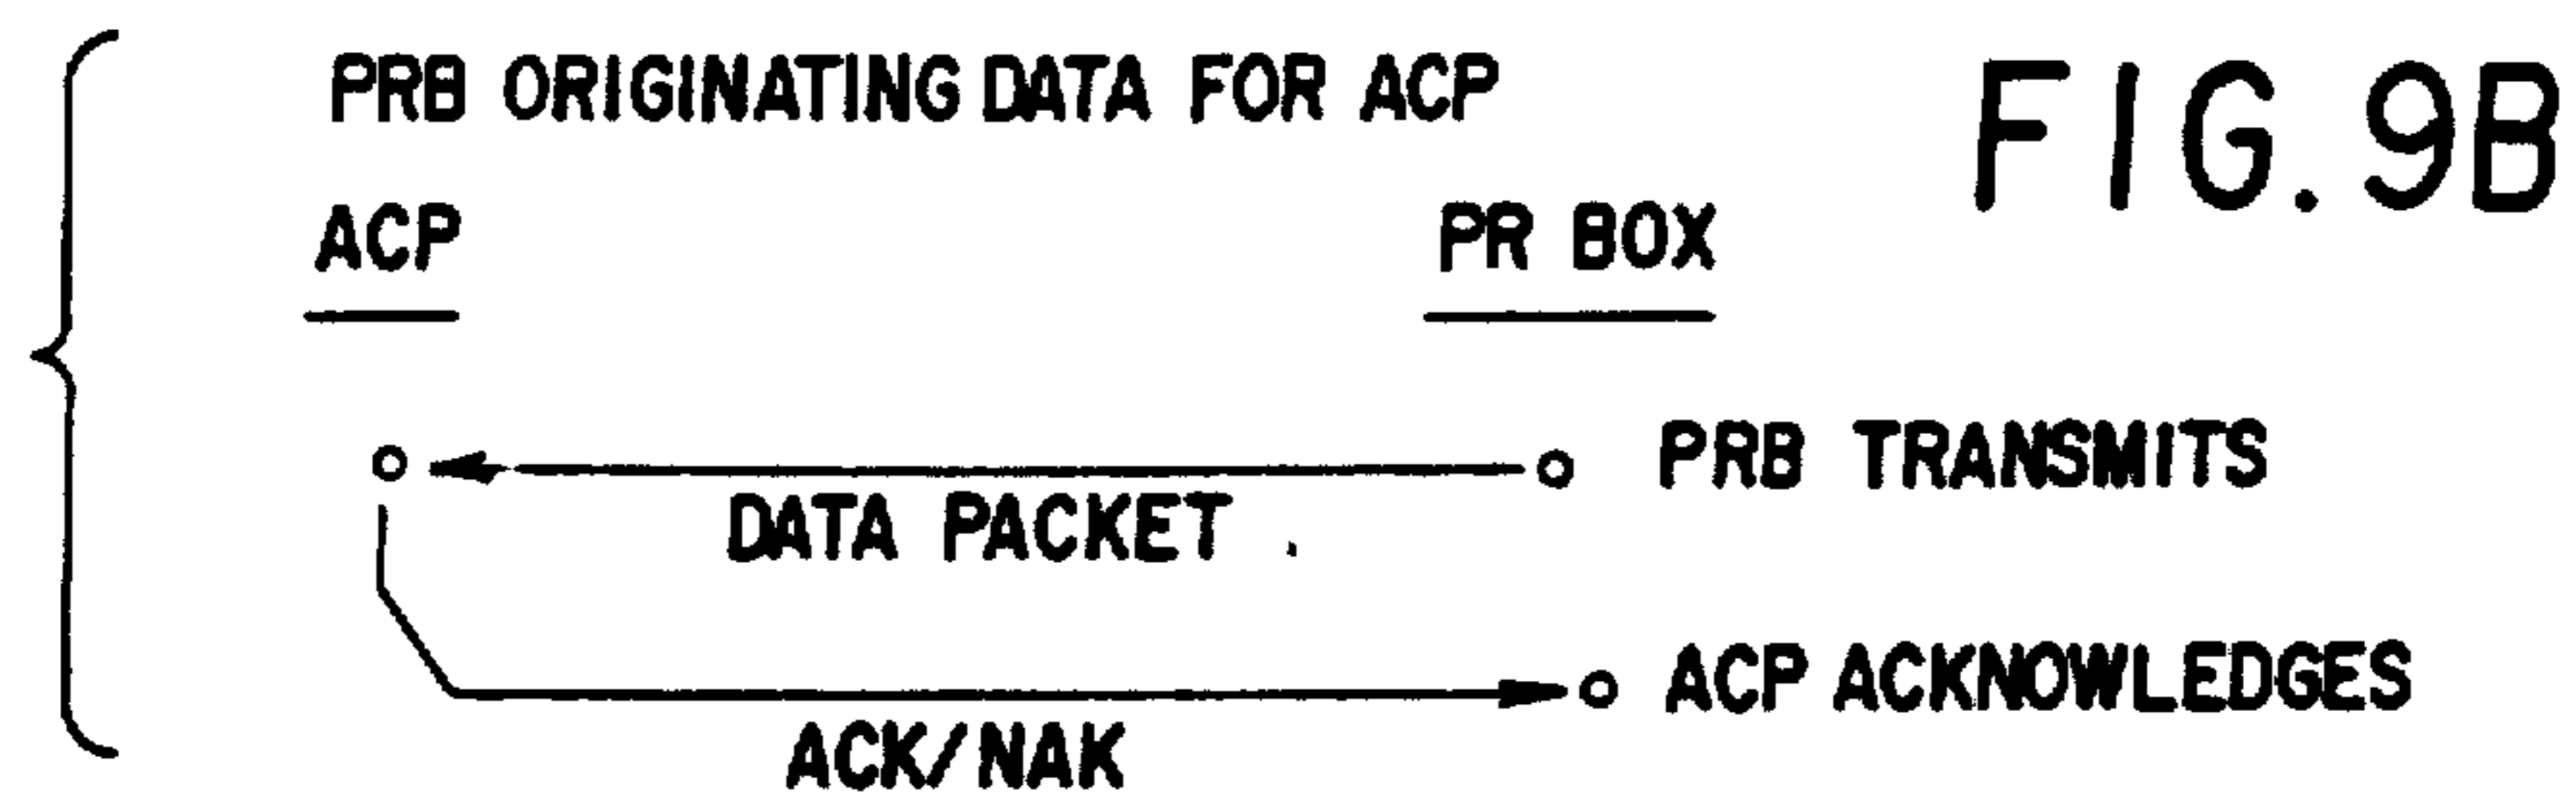 PRB ORIGINATING DATA FOR ACP
FIG. 9B
ACP
PR BOX
PRB TRANSMITS
DATA PACKET
ACP ACKNOWLEDGES
ACK/NAK